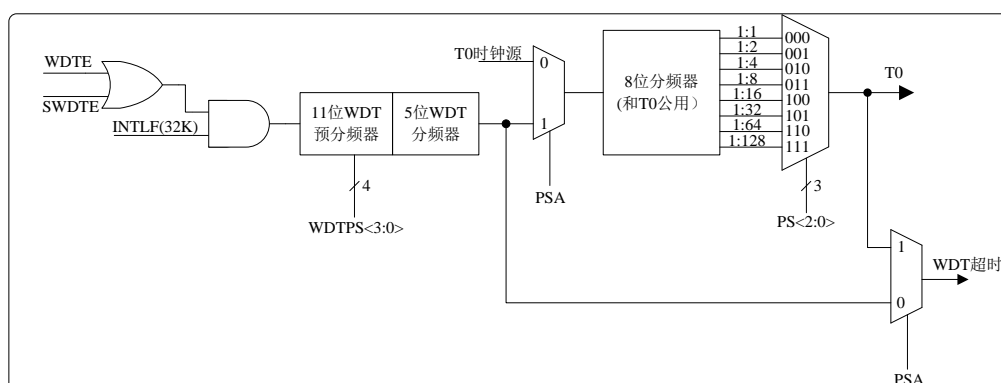 WDTE
SWDTE
INTLF(32K)
11位WDT
预分频器
5位WDT
分频器
4
WDTPS<3:0>
T0时钟源
0
1
PSA
8位分频器
(和T0公用）
1:1
1:2
1:4
1:8
1:16
1:32
1:64
1:128
000
001
010
011
100
101
110
111
3
PS<2:0>
T0
1
0
WDT超时
PSA